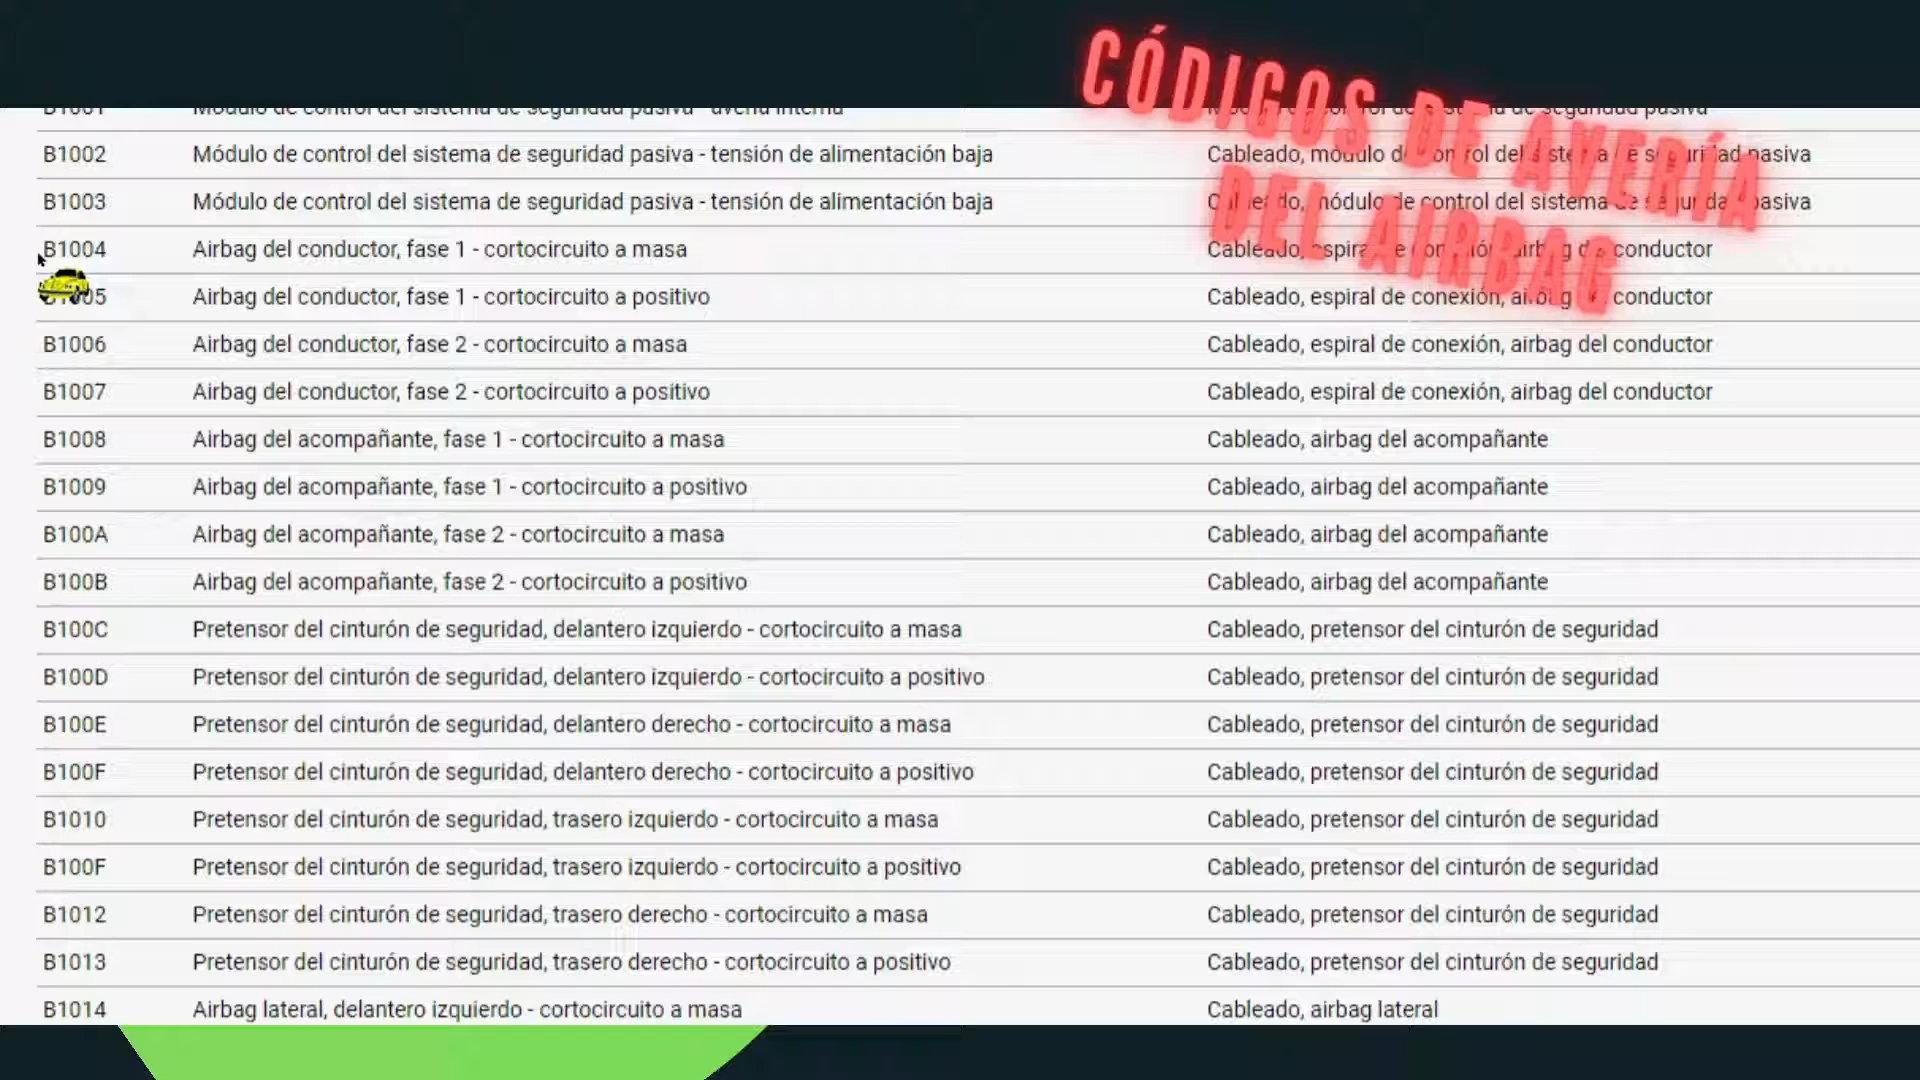 CÓDIGOS DE AVERÍA
DEL AIRBAG
B1001 Módulo de control del sistema de seguridad pasiva - avería interna de seguridad pasiva
B1002 Módulo de control del sistema de seguridad pasiva - tensión de alimentación baja Cableado, módulo de control del sistema de seguridad pasiva
B1003 Módulo de control del sistema de seguridad pasiva - tensión de alimentación baja Cableado, módulo de control del sistema de seguridad pasiva
B1004 Airbag del conductor, fase 1 - cortocircuito a masa Cableado, espiral de conexión, airbag del conductor
05 Airbag del conductor, fase 1 - cortocircuito a positivo Cableado, espiral de conexión, airbag del conductor
B1006 Airbag del conductor, fase 2 - cortocircuito a masa Cableado, espiral de conexión, airbag del conductor
B1007 Airbag del conductor, fase 2 - cortocircuito a positivo Cableado, espiral de conexión, airbag del conductor
B1008 Airbag del acompañante, fase 1 - cortocircuito a masa Cableado, airbag del acompañante
B1009 Airbag del acompañante, fase 1 - cortocircuito a positivo Cableado, airbag del acompañante
B100A Airbag del acompañante, fase 2 - cortocircuito a masa Cableado, airbag del acompañante
B100B Airbag del acompañante, fase 2 - cortocircuito a positivo Cableado, airbag del acompañante
B100C Pretensor del cinturón de seguridad, delantero izquierdo - cortocircuito a masa Cableado, pretensor del cinturón de seguridad
B100D Pretensor del cinturón de seguridad, delantero izquierdo - cortocircuito a positivo Cableado, pretensor del cinturón de seguridad
B100E Pretensor del cinturón de seguridad, delantero derecho - cortocircuito a masa Cableado, pretensor del cinturón de seguridad
B100F Pretensor del cinturón de seguridad, delantero derecho - cortocircuito a positivo Cableado, pretensor del cinturón de seguridad
B1010 Pretensor del cinturón de seguridad, trasero izquierdo - cortocircuito a masa Cableado, pretensor del cinturón de seguridad
B100F Pretensor del cinturón de seguridad, trasero izquierdo - cortocircuito a positivo Cableado, pretensor del cinturón de seguridad
B1012 Pretensor del cinturón de seguridad, trasero derecho - cortocircuito a masa Cableado, pretensor del cinturón de seguridad
B1013 Pretensor del cinturón de seguridad, trasero derecho - cortocircuito a positivo Cableado, pretensor del cinturón de seguridad
B1014 Airbag lateral, delantero izquierdo - cortocircuito a masa Cableado, airbag lateral